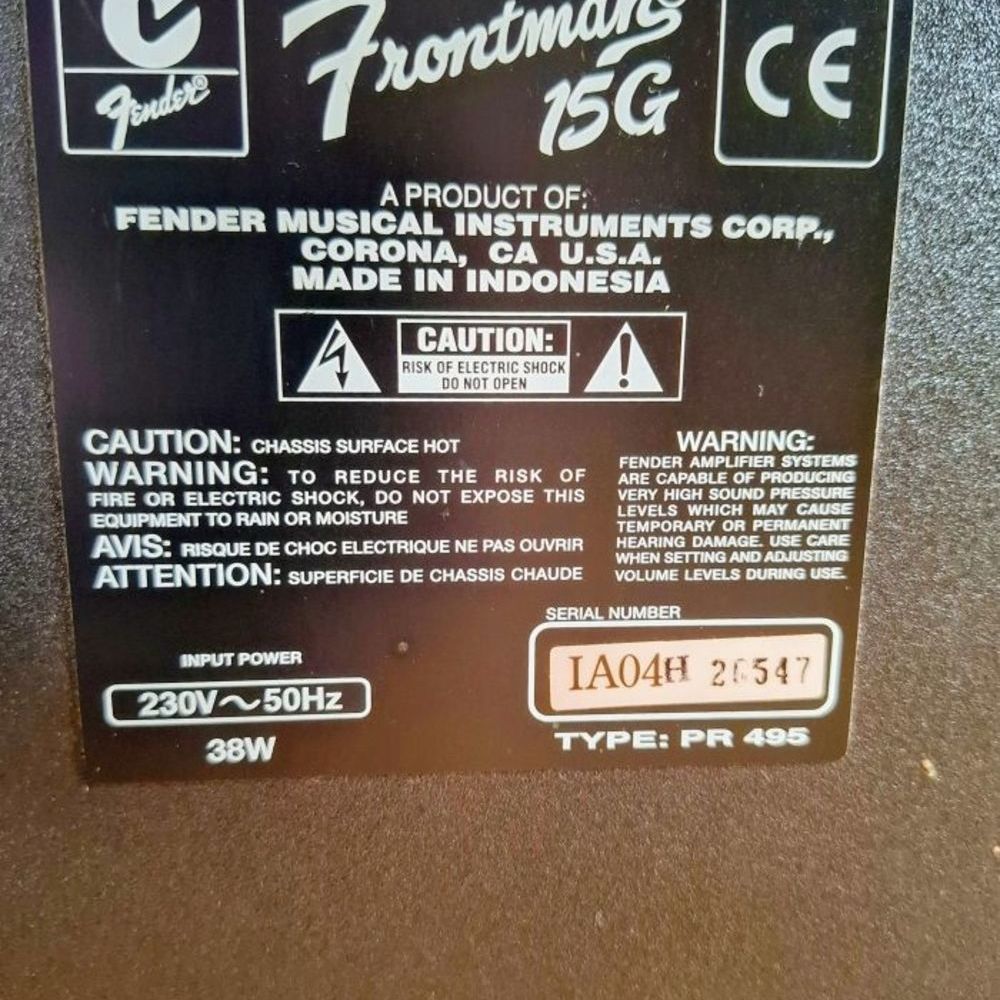 Fender®
Frontman®
15G
CE
A PRODUCT OF:
FENDER MUSICAL INSTRUMENTS CORP.,
CORONA, CA U.S.A.
MADE IN INDONESIA
CAUTION:
RISK OF ELECTRIC SHOCK
DO NOT OPEN
CAUTION: CHASSIS SURFACE HOT
WARNING: TO REDUCE THE RISK OF
FIRE OR ELECTRIC SHOCK, DO NOT EXPOSE THIS
EQUIPMENT TO RAIN OR MOISTURE
AVIS: RISQUE DE CHOC ELECTRIQUE NE PAS OUVRIR
ATTENTION: SUPERFICIE DE CHASSIS CHAUDE
WARNING:
FENDER AMPLIFIER SYSTEMS
ARE CAPABLE OF PRODUCING
VERY HIGH SOUND PRESSURE
LEVELS WHICH MAY CAUSE
TEMPORARY OR PERMANENT
HEARING DAMAGE. USE CARE
WHEN SETTING AND ADJUSTING
VOLUME LEVELS DURING USE.
INPUT POWER
230V~50Hz
38W
SERIAL NUMBER
IA04H
TYPE: PR 495